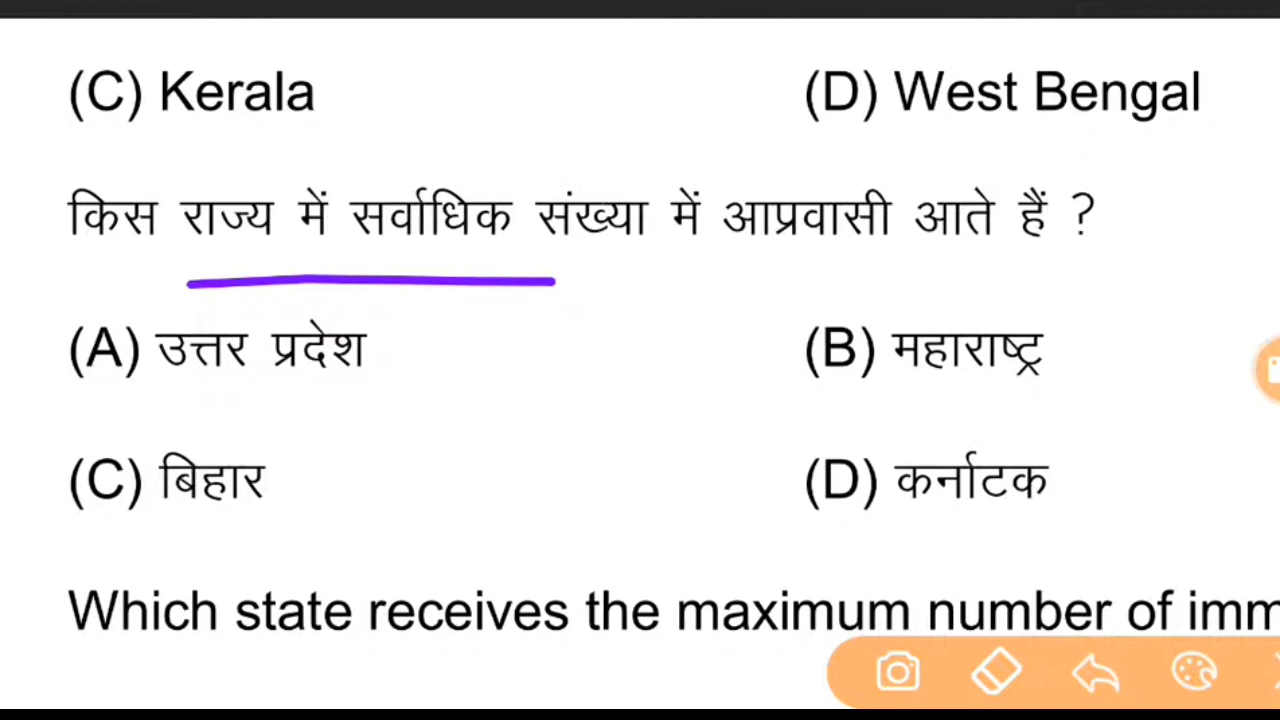 (C) Kerala (D) West Bengal
किस राज्य में सर्वाधिक संख्या में आप्रवासी आते हैं ?
(A) उत्तर प्रदेश (B) महाराष्ट्र
(C) बिहार (D) कर्नाटक
Which state receives the maximum number of imm